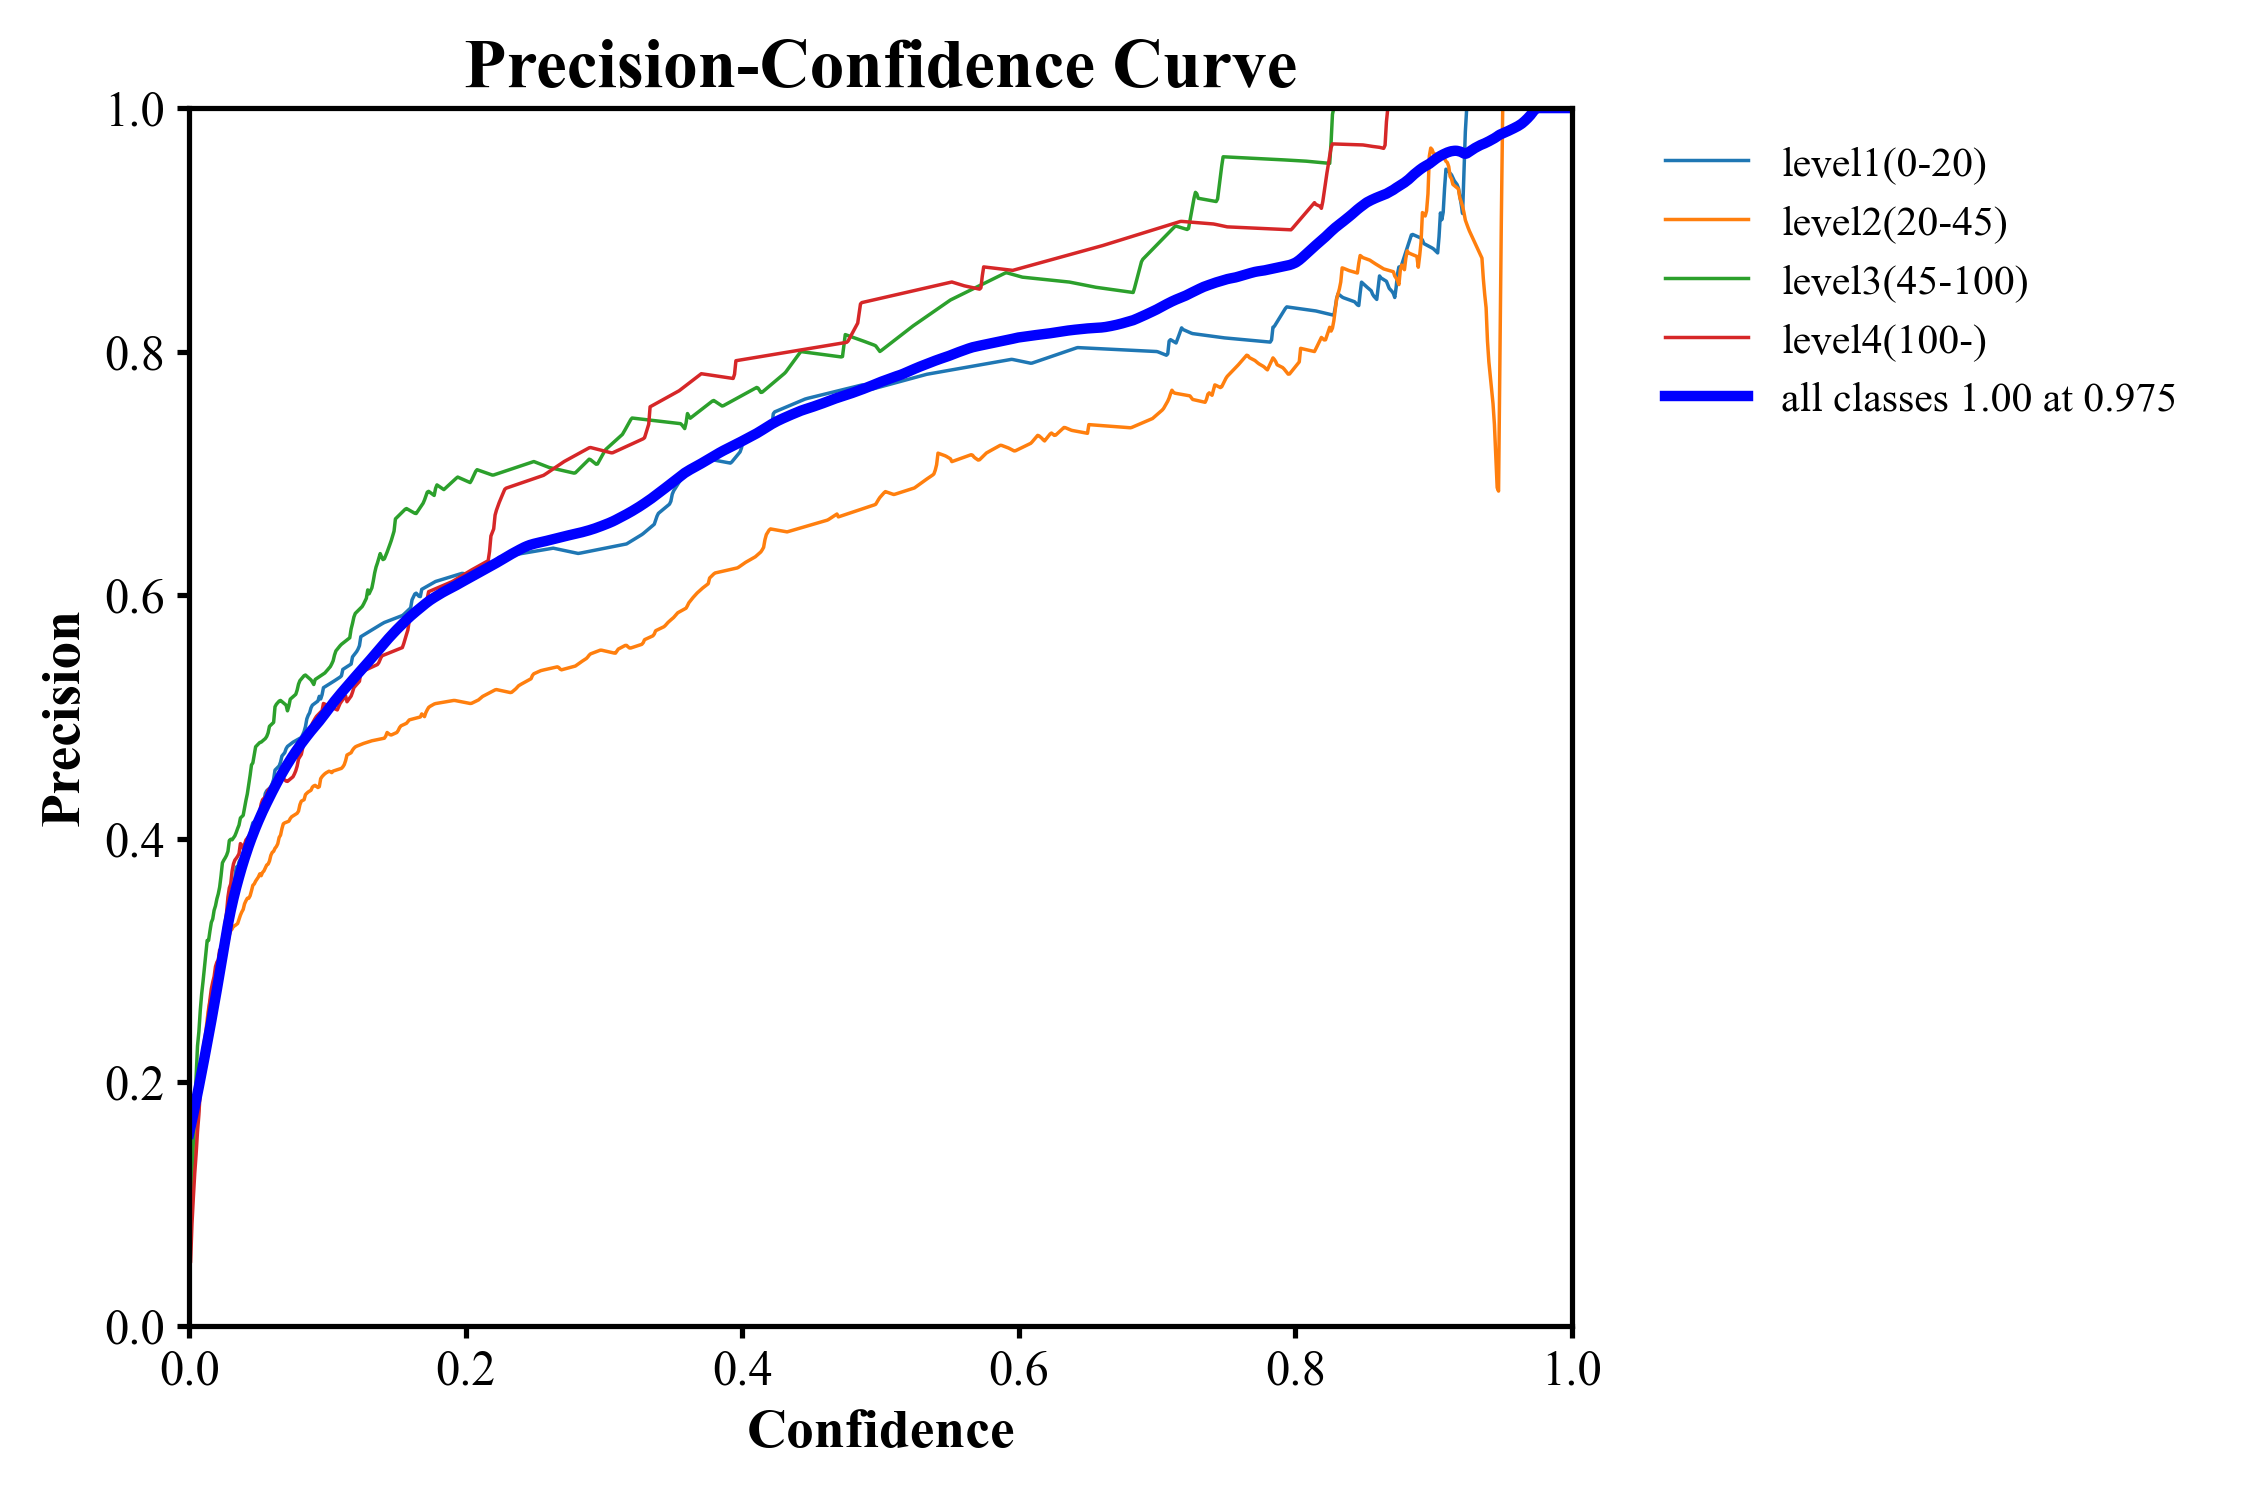 Precision-Confidence Curve
1.0
0.8
0.6
0.4
0.2
0.0
Precision
0.0 0.2 0.4 0.6 0.8 1.0
Confidence
level1(0-20)
level2(20-45)
level3(45-100)
level4(100-)
all classes 1.00 at 0.975